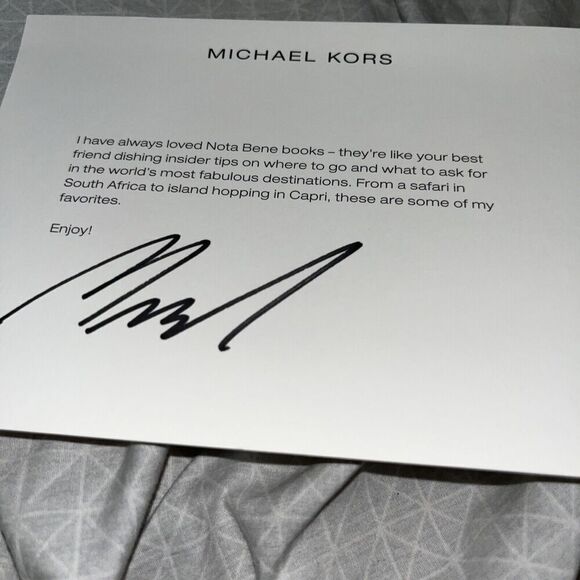 MICHAEL KORS
I have always loved Nota Bene books – they're like your best
friend dishing insider tips on where to go and what to ask for
in the world's most fabulous destinations. From a safari in
South Africa to island hopping in Capri, these are some of my
favorites.
Enjoy!